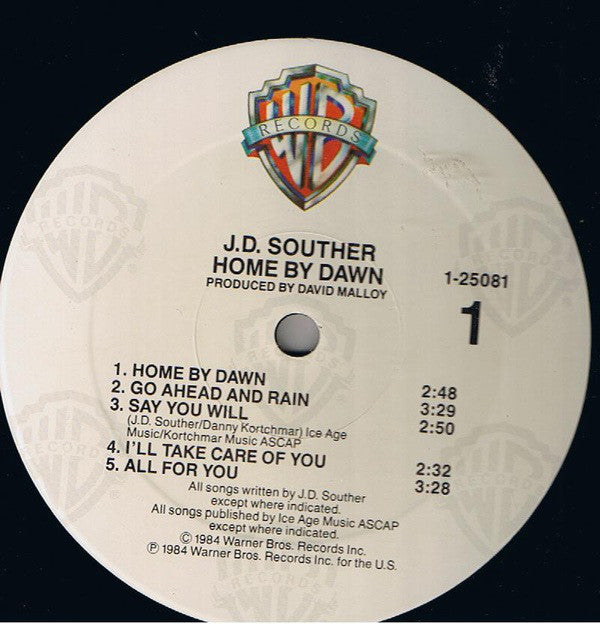 WB
RECORDS
J.D. SOUTHER
HOME BY DAWN
PRODUCED BY DAVID MALLOY
1-25081
1
1. HOME BY DAWN 2:48
2. GO AHEAD AND RAIN 3:29
3. SAY YOU WILL 2:50
(J.D. Souther/Danny Kortchmar) Ice Age
Music/Kortchmar Music ASCAP
4. I'LL TAKE CARE OF YOU 2:32
5. ALL FOR YOU 3:28
All songs written by J.D. Souther
except where indicated.
All songs published by Ice Age Music ASCAP
except where indicated.
© 1984 Warner Bros. Records Inc.
℗ 1984 Warner Bros. Records Inc. for the U.S.
RECORDS
RECORDS
RECORDS